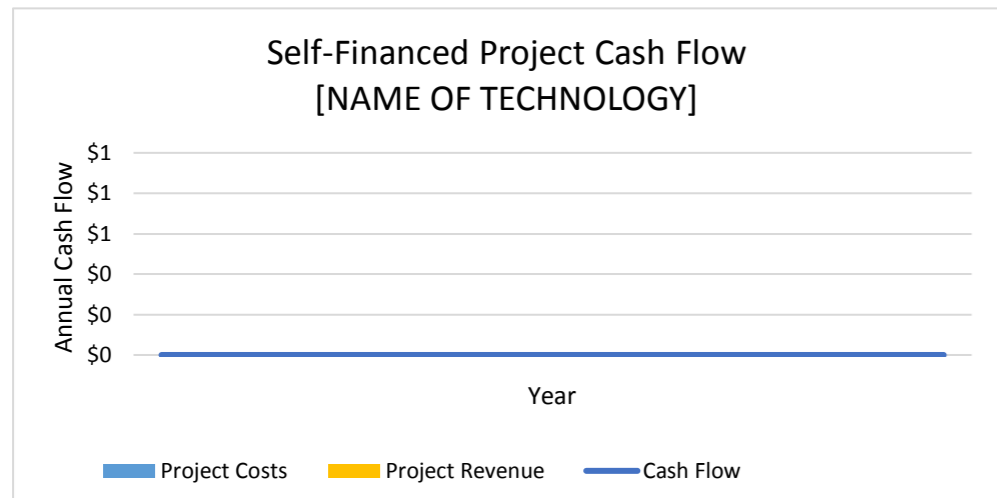 Self-Financed Project Cash Flow
[NAME OF TECHNOLOGY]
Annual Cash Flow
$1
$1
$1
$0
$0
$0
Year
Project Costs
Project Revenue
Cash Flow